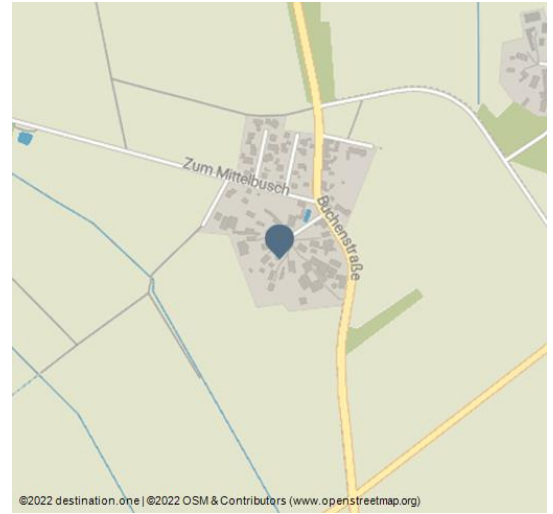 Zum Mittelbusch
Buchenstraße
©2022 destination.one | ©2022 OSM & Contributors (www.openstreetmap.org)